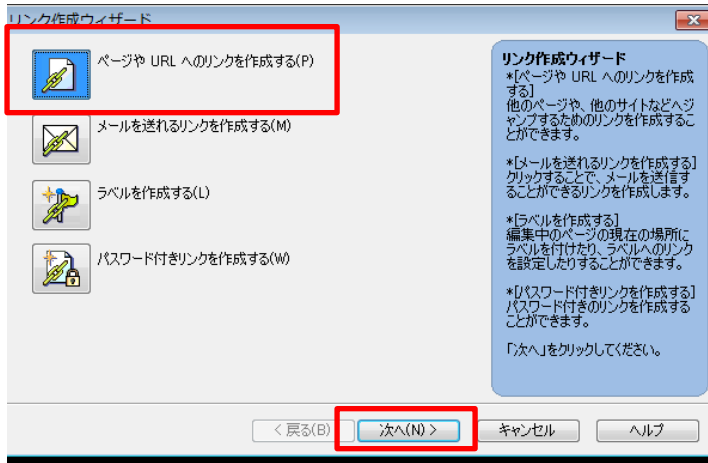 リンク作成ウィザード
ページや URL へのリンクを作成する(P)
メールを送れるリンクを作成する(M)
ラベルを作成する(L)
パスワード付きリンクを作成する(W)
リンク作成ウィザード
*[ページや URL へのリンクを作成
する]
他のページや、他のサイトなどへジ
ャンプするためのリンクを作成するこ
とができます。
*[メールを送れるリンクを作成する]
クリックすることで、メールを送信す
ることができるリンクを作成します。
*[ラベルを作成する]
編集中のページの現在の場所に
ラベルを付けたり、ラベルへのリンク
を設定したりすることができます。
*[パスワード付きリンクを作成する]
パスワード付きのリンクを作成する
ことができます。
「次へ」をクリックしてください。
< 戻る(B)
次へ(N) >
キャンセル
ヘルプ